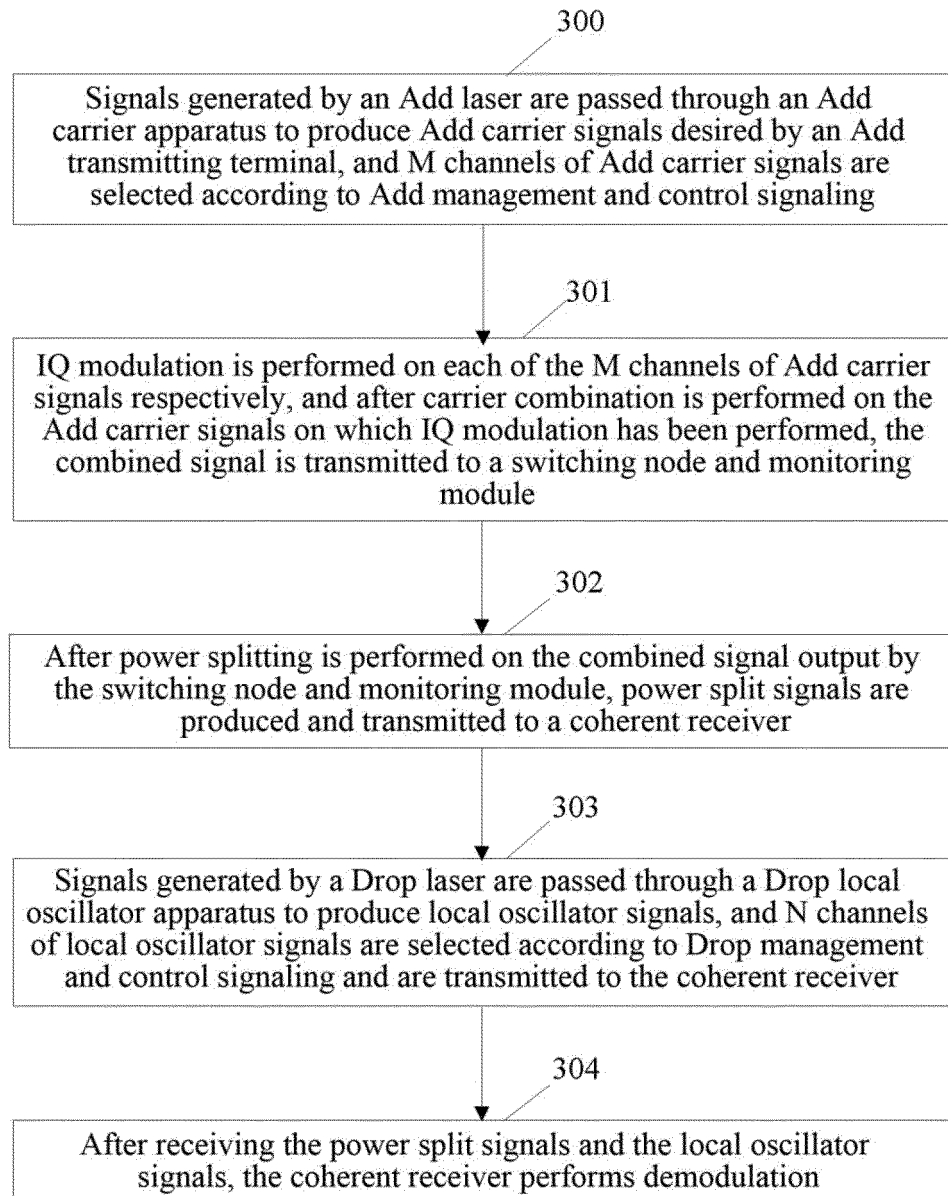 300
Signals generated by an Add laser are passed through an Add
carrier apparatus to produce Add carrier signals desired by an Add
transmitting terminal, and M channels of Add carrier signals are
selected according to Add management and control signaling
301
IQ modulation is performed on each of the M channels of Add carrier
signals respectively, and after carrier combination is performed on the
Add carrier signals on which IQ modulation has been performed, the
combined signal is transmitted to a switching node and monitoring
module
302
After power splitting is performed on the combined signal output by
the switching node and monitoring module, power split signals are
produced and transmitted to a coherent receiver
303
Signals generated by a Drop laser are passed through a Drop local
oscillator apparatus to produce local oscillator signals, and N channels
of local oscillator signals are selected according to Drop management
and control signaling and are transmitted to the coherent receiver
304
After receiving the power split signals and the local oscillator
signals, the coherent receiver performs demodulation